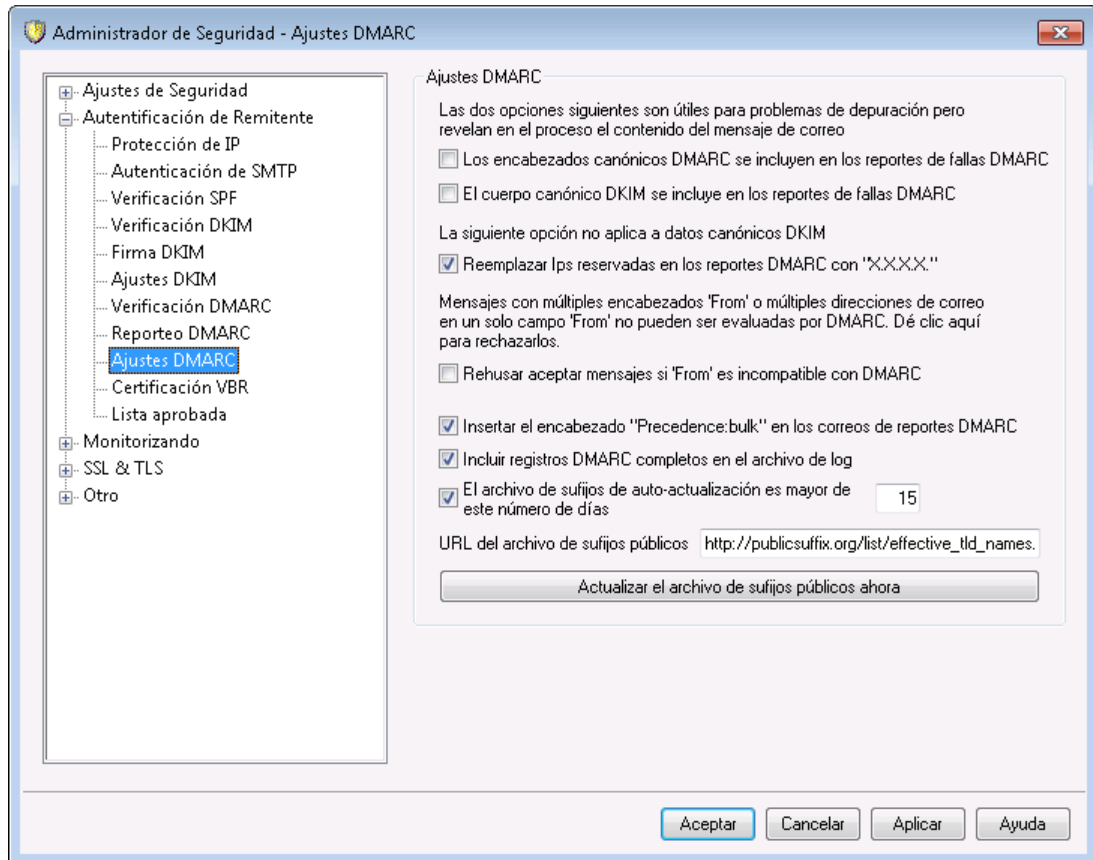 Administrador de Seguridad - Ajustes DMARC
Ajustes de Seguridad
Autentificación de Remitente
Protección de IP
Autenticación de SMTP
Verificación SPF
Verificación DKIM
Firma DKIM
Ajustes DKIM
Verificación DMARC
Reporteo DMARC
Ajustes DMARC
Certificación VBR
Lista aprobada
Monitorizando
SSL & TLS
Otro
Ajustes DMARC
Las dos opciones siguientes son útiles para problemas de depuración pero
revelan en el proceso el contenido del mensaje de correo
Los encabezados canónicos DMARC se incluyen en los reportes de fallas DMARC
El cuerpo canónico DKIM se incluye en los reportes de fallas DMARC
La siguiente opción no aplica a datos canónicos DKIM
Reemplazar Ips reservadas en los reportes DMARC con "X.X.X.X."
Mensajes con múltiples encabezados 'From' o múltiples direcciones de correo
en un solo campo 'From' no pueden ser evaluadas por DMARC. Dé clic aquí
para rechazarlos.
Rehusar aceptar mensajes si 'From' es incompatible con DMARC
Insertar el encabezado "Precedence:bulk" en los correos de reportes DMARC
Incluir registros DMARC completos en el archivo de log
El archivo de sufijos de auto-actualización es mayor de
este número de días
15
URL del archivo de sufijos públicos http://publicsuffix.org/list/effective_tld_names.
Actualizar el archivo de sufijos públicos ahora
Aceptar Cancelar Aplicar Ayuda